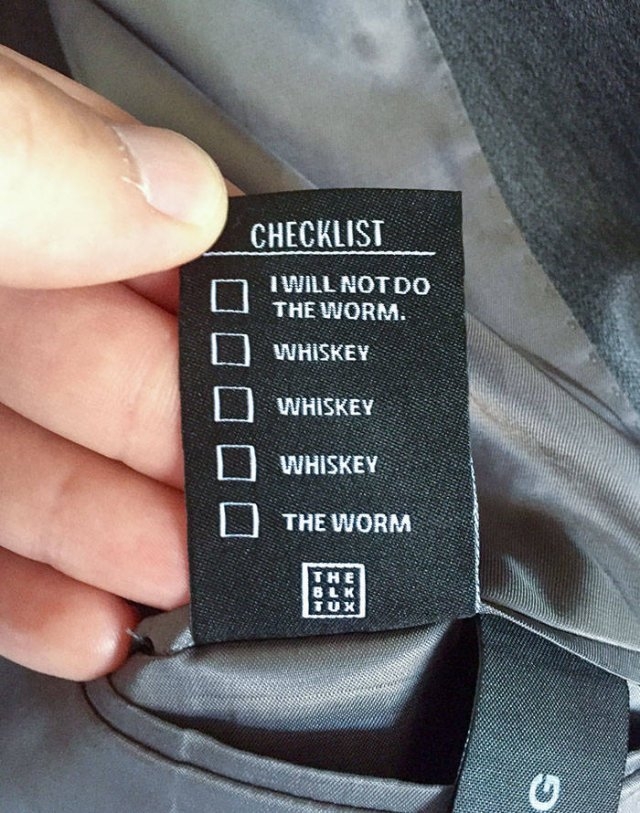 CHECKLIST
I WILL NOT DO
THE WORM.
WHISKEY
WHISKEY
WHISKEY
THE WORM
THE
BLK
TUX
G